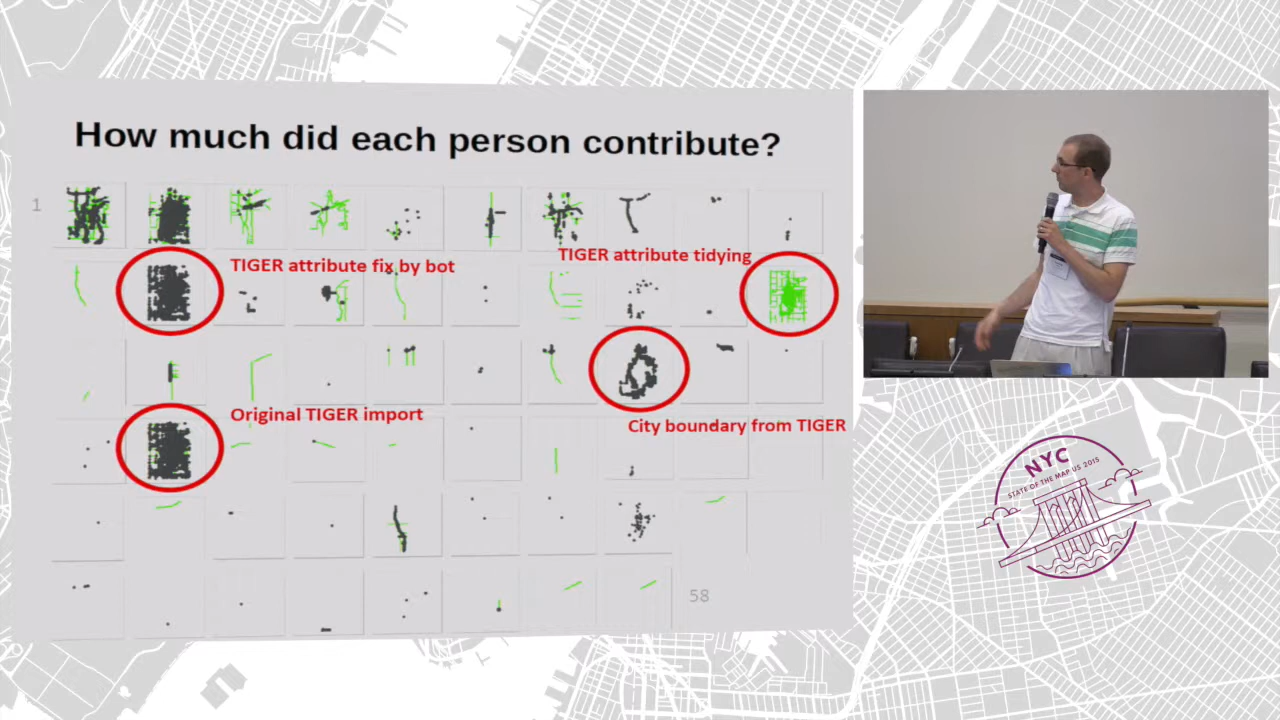 How much did each person contribute?
1
TIGER attribute fix by bot
TIGER attribute tidying
Original TIGER import
City boundary from TIGER
58
NYC
STATE OF THE MAP US 2015